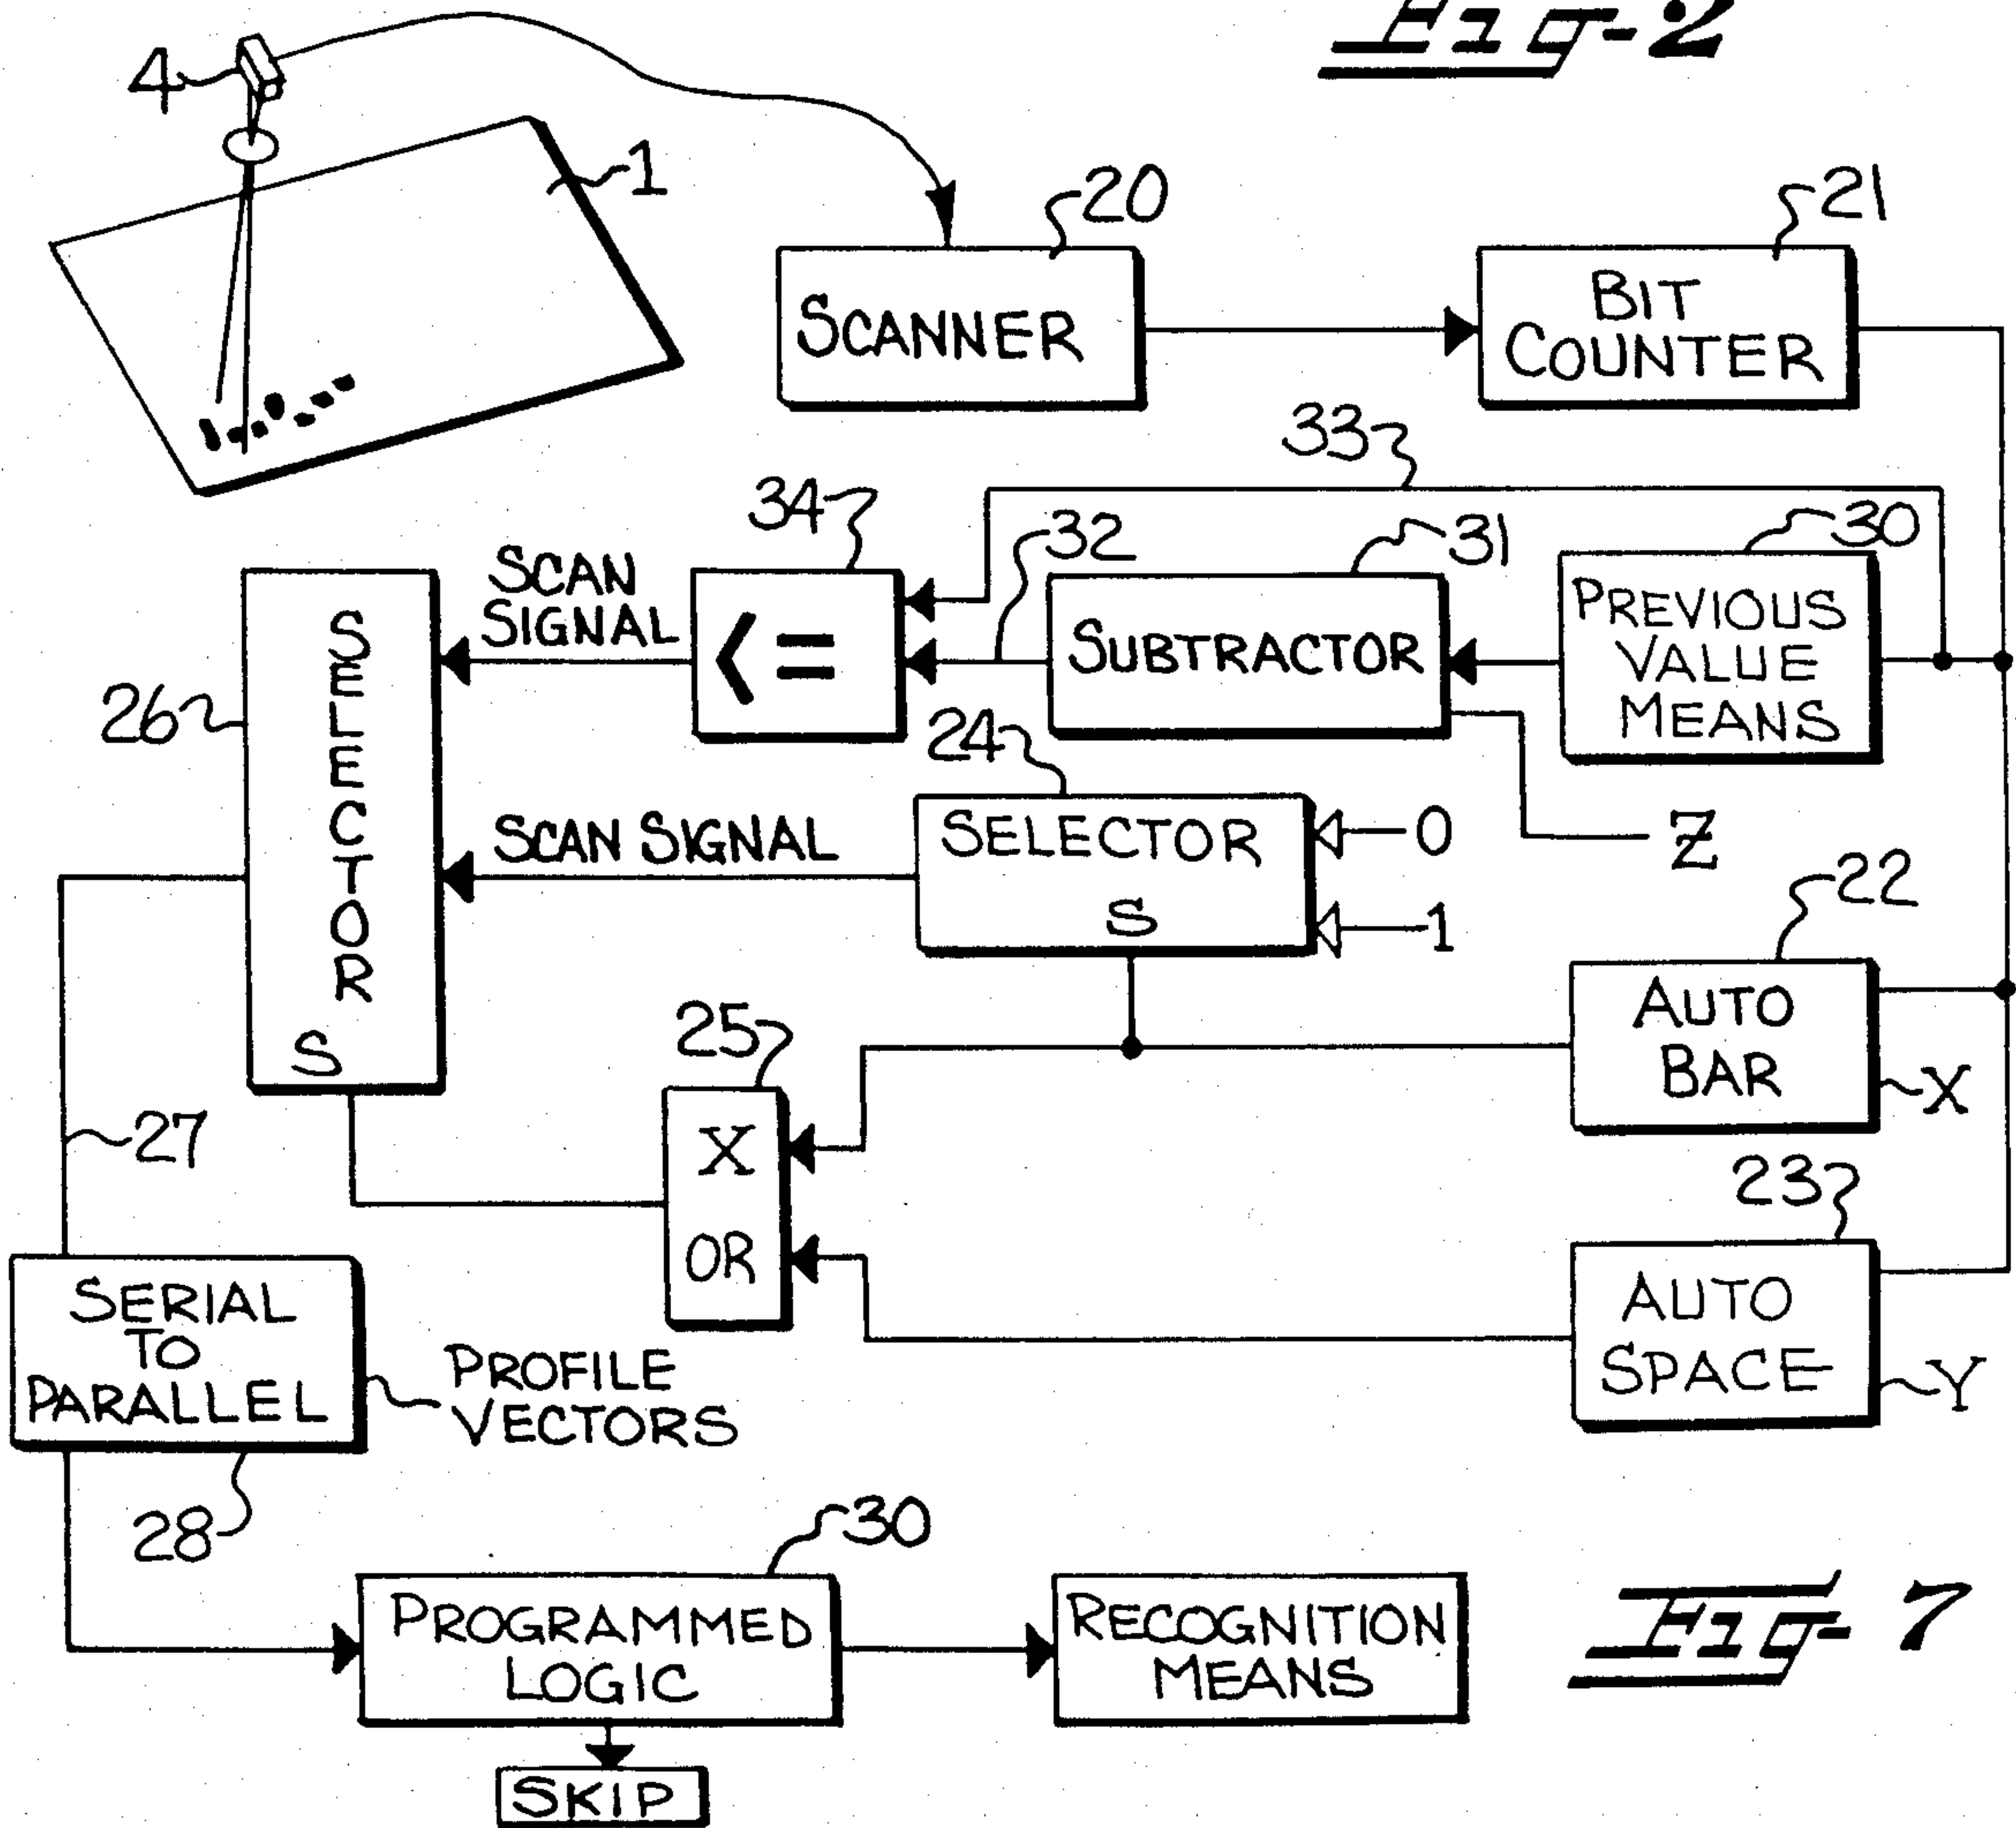 Fig-2
4
1
20
21
SCANNER
BIT
COUNTER
33
34
32
31
30
SCAN
SIGNAL
<=
SUBTRACTOR
PREVIOUS
VALUE
MEANS
26
SELECTOR
S
24
SCAN SIGNAL
SELECTOR
S
0
1
Z
22
AUTO
BAR
X
25
X
OR
27
23
AUTO
SPACE
Y
SERIAL
TO
PARALLEL
PROFILE
VECTORS
28
30
PROGRAMMED
LOGIC
RECOGNITION
MEANS
SKIP
Fig-7